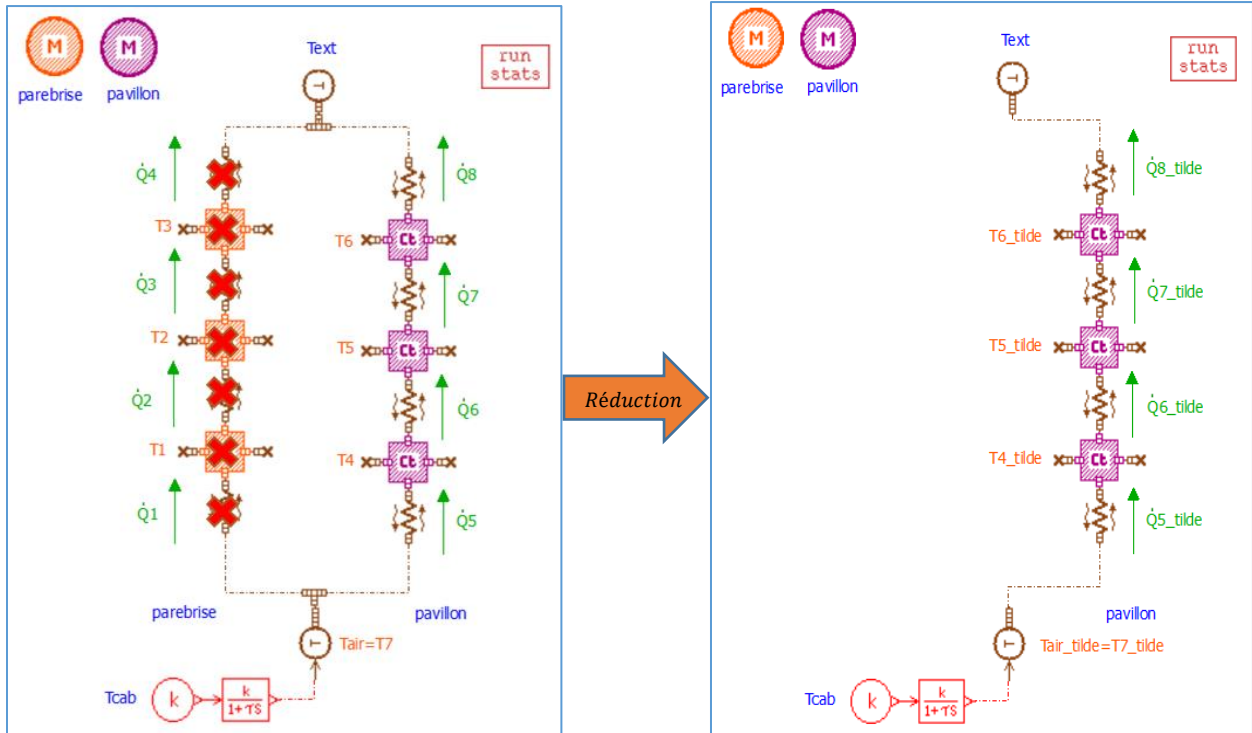 M
M
parebrise
pavillon
Text
run
stats
T
Q̇4
Q̇8
T3
T6
Ct
Q̇3
Q̇7
T2
T5
Ct
Q̇2
Q̇6
T1
T4
Ct
Q̇1
Q̇5
parebrise
pavillon
T
Tair=T7
Tcab
k
k
1+τS
Réduction
M
M
parebrise
pavillon
Text
run
stats
T
Q̇8_tilde
T6_tilde
Ct
Q̇7_tilde
T5_tilde
Ct
Q̇6_tilde
T4_tilde
Ct
Q̇5_tilde
pavillon
T
Tair_tilde=T7_tilde
Tcab
k
k
1+τS